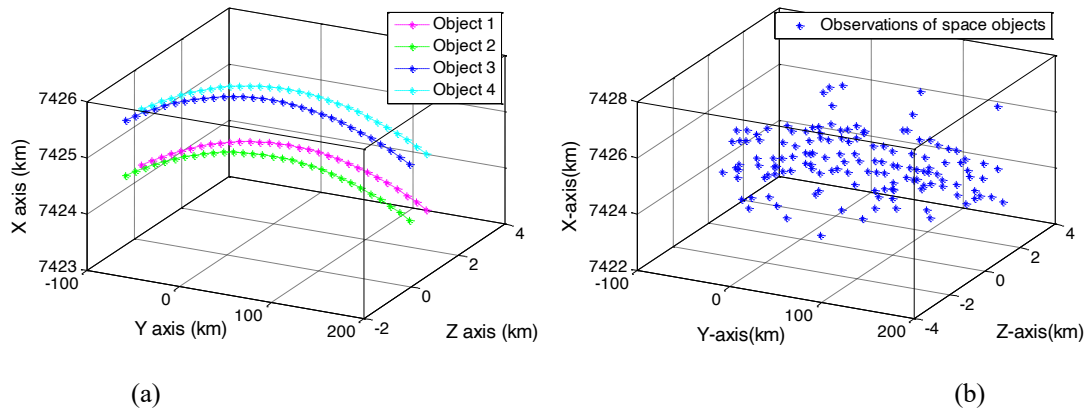 Object 1
Object 2
Object 3
Object 4
7426
7425
7424
7423
X axis (km)
-100
0
100
200
Y axis (km)
-2
0
2
4
Z axis (km)
(a)
Observations of space objects
7428
7426
7424
7422
X-axis(km)
-100
0
100
200
Y-axis(km)
-4
-2
0
2
4
Z-axis(km)
(b)